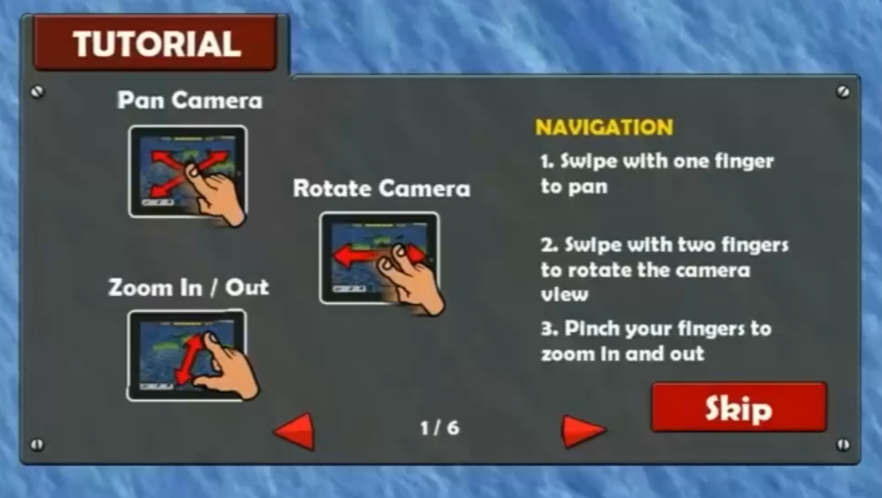 TUTORIAL
Pan Camera
Rotate Camera
Zoom In / Out
NAVIGATION
1. Swipe with one finger
to pan
2. Swipe with two fingers
to rotate the camera
view
3. Pinch your fingers to
zoom in and out
1 / 6
Skip